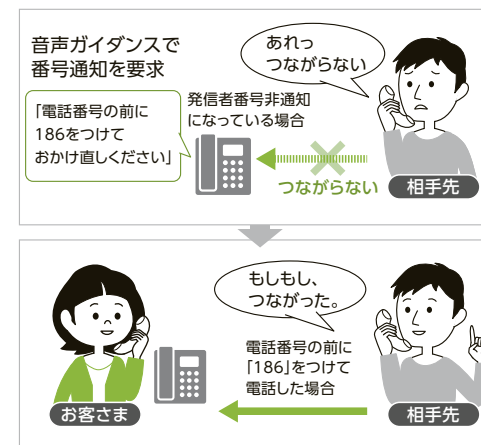 音声ガイダンスで
番号通知を要求
あれっ
つながらない
「電話番号の前に
186をつけて
おかけ直しください」
発信者番号非通知
になっている場合
つながらない
相手先
もしもし、
つながった。
電話番号の前に
「186」をつけて
電話した場合
お客さま
相手先